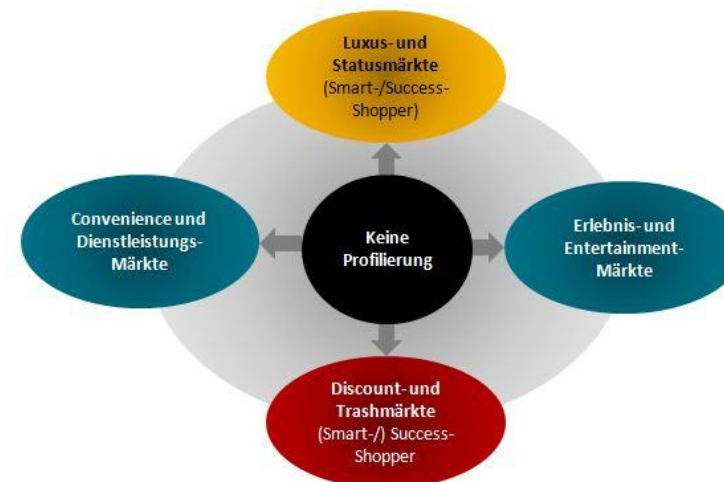 Luxus- und
Statusmärkte
(Smart-/Success-
Shopper)
Convenience und
Dienstleistungs-
Märkte
Keine
Profilierung
Erlebnis- und
Entertainment-
Märkte
Discount- und
Trashmärkte
(Smart-/) Success-
Shopper